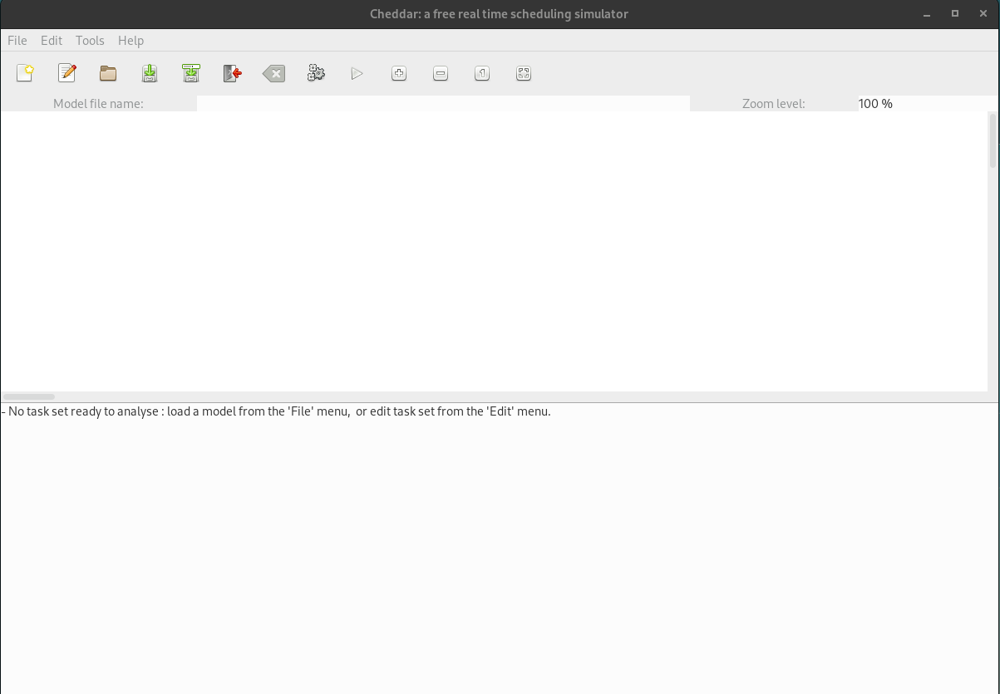 Cheddar: a free real time scheduling simulator
File Edit Tools Help
1
Model file name: Zoom level: 100 %
- No task set ready to analyse : load a model from the 'File' menu,  or edit task set from the 'Edit' menu.